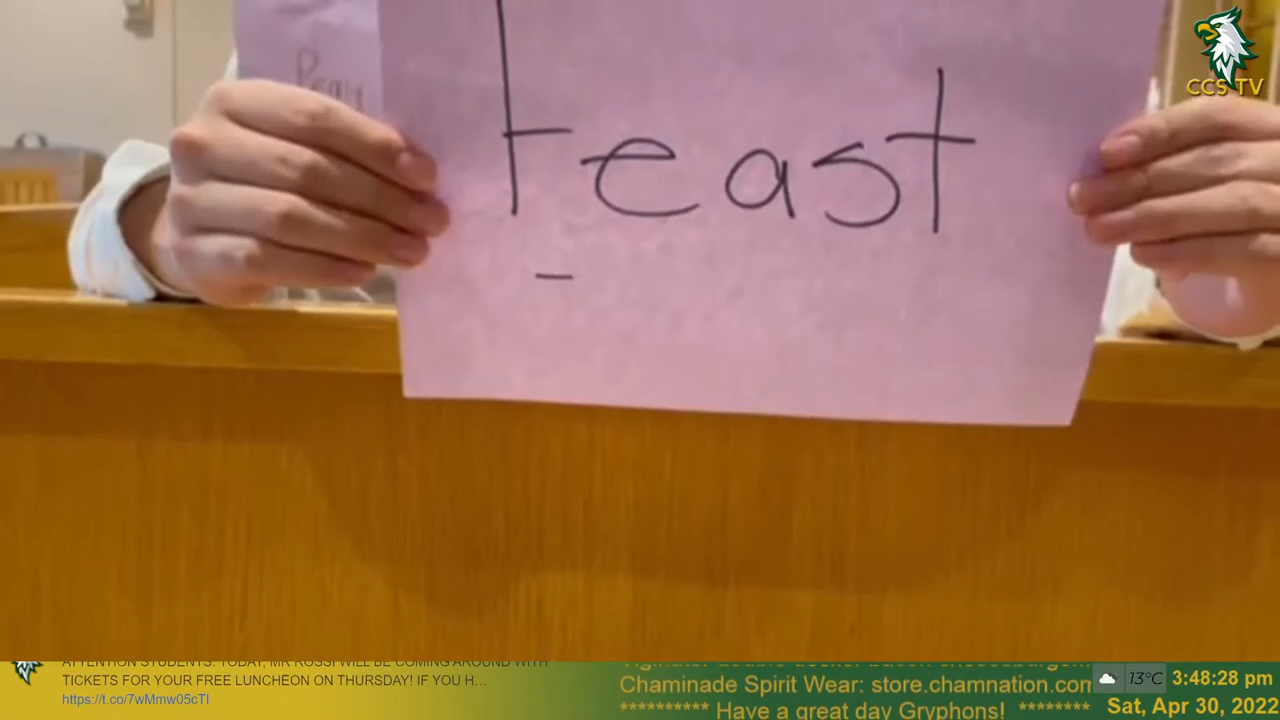 Pray
Feast
CCS TV
ATTENTION STUDENTS: TODAY, MR ROSSI WILL BE COMING AROUND WITH
TICKETS FOR YOUR FREE LUNCHEON ON THURSDAY! IF YOU H...
https://t.co/7wMmw05cTI
Chaminade Spirit Wear: store.chamnation.com
********** Have a great day Gryphons! ********
13°C
3:48:28 pm
Sat, Apr 30, 2022